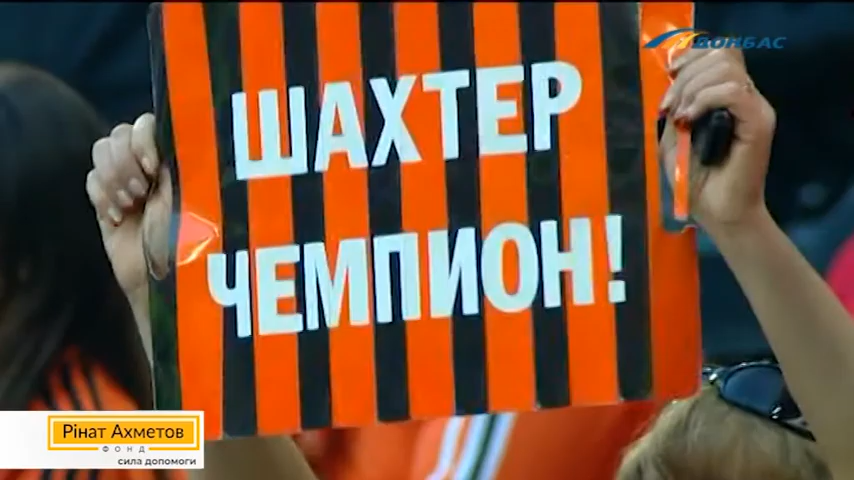 ДОНБАС
ШАХТЕР
ЧЕМПИОН!
Рінат Ахметов
ФОНД
сила допомоги